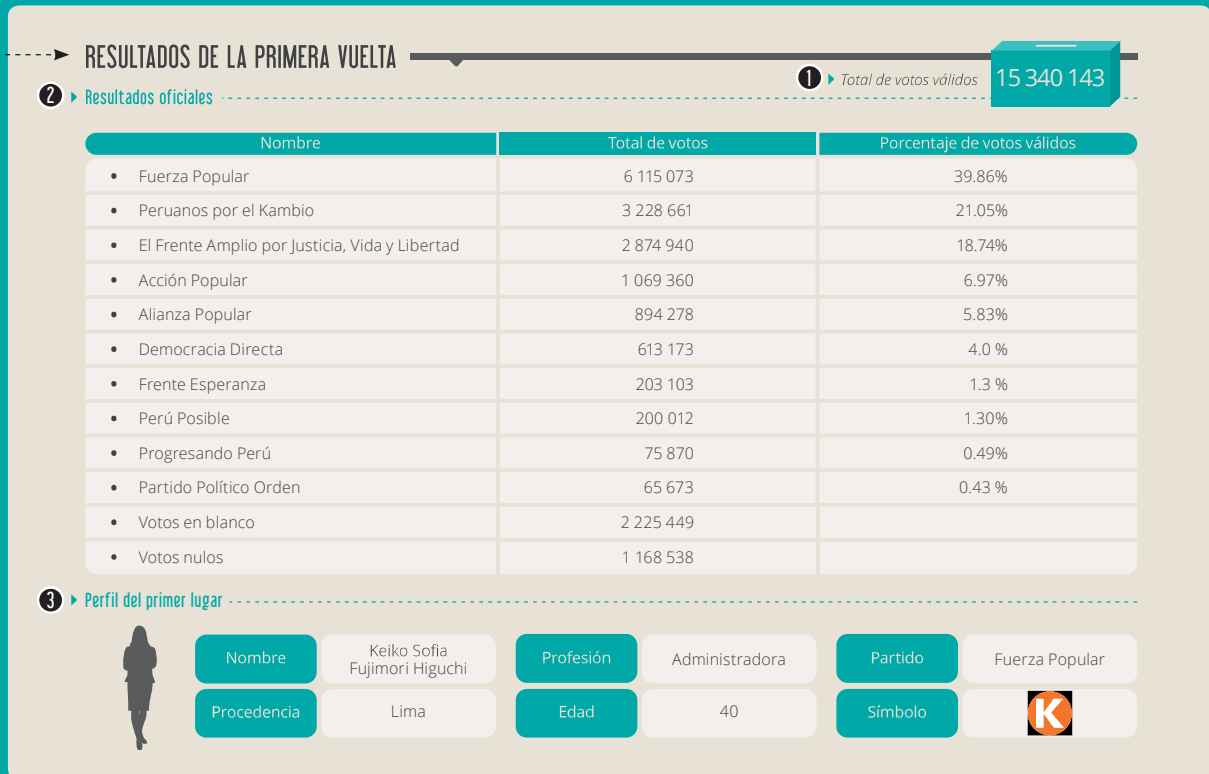 RESULTADOS DE LA PRIMERA VUELTA
1 Total de votos válidos 15 340 143
2 Resultados oficiales
Nombre Total de votos Porcentaje de votos válidos
• Fuerza Popular 6 115 073 39.86%
• Peruanos por el Kambio 3 228 661 21.05%
• El Frente Amplio por Justicia, Vida y Libertad 2 874 940 18.74%
• Acción Popular 1 069 360 6.97%
• Alianza Popular 894 278 5.83%
• Democracia Directa 613 173 4.0 %
• Frente Esperanza 203 103 1.3 %
• Perú Posible 200 012 1.30%
• Progresando Perú 75 870 0.49%
• Partido Político Orden 65 673 0.43 %
• Votos en blanco 2 225 449
• Votos nulos 1 168 538
3 Perfil del primer lugar
Nombre Keiko Sofia
Fujimori Higuchi
Profesión Administradora
Partido Fuerza Popular
Procedencia Lima
Edad 40
Símbolo K